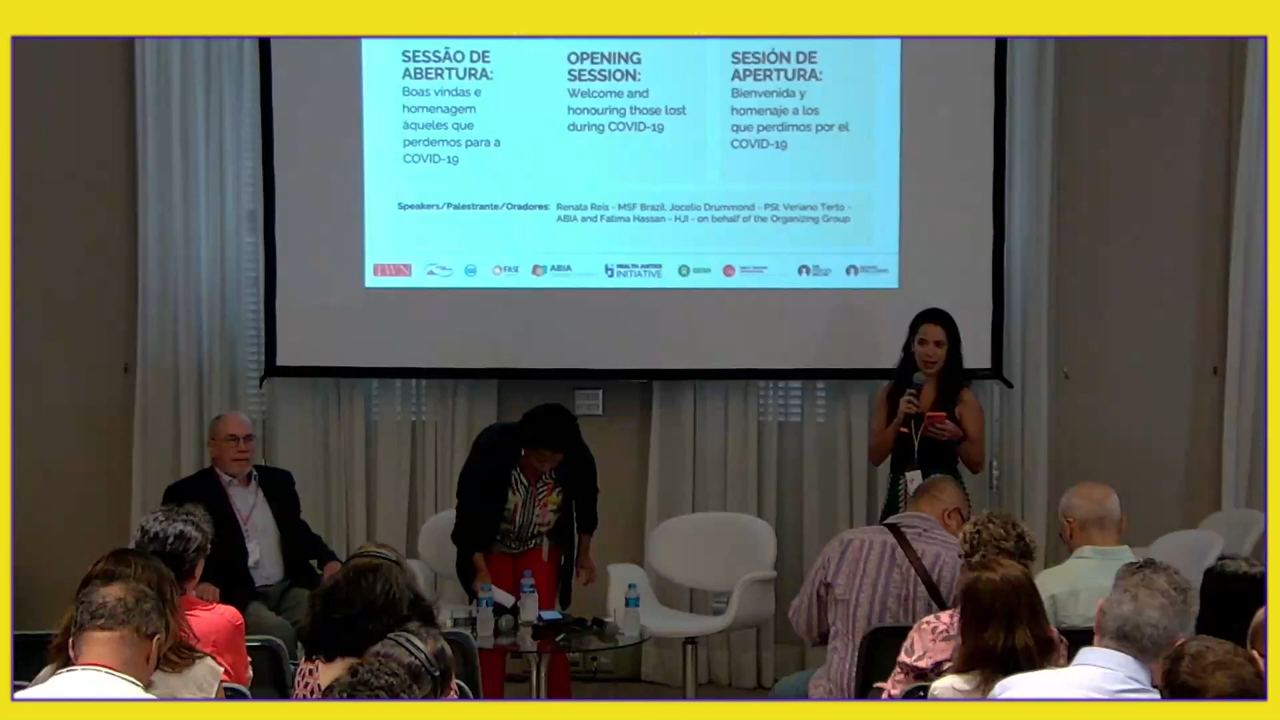 SESSÃO DE
ABERTURA:
Boas vindas e
homenagem
àqueles que
perdemos para a
COVID-19
OPENING
SESSION:
Welcome and
honouring those lost
during COVID-19
SESIÓN DE
APERTURA:
Bienvenida y
homenaje a los
que perdimos por el
COVID-19
Speakers/Palestrante/Oradores: Renata Reis - MSF Brazil, Jocelio Drummond - PSI; Veriano Terto -
ABIA and Fatima Hassan - HJI - on behalf of the Organizing Group
TWN
FASE
ABIA
HEALTH JUSTICE
INITIATIVE